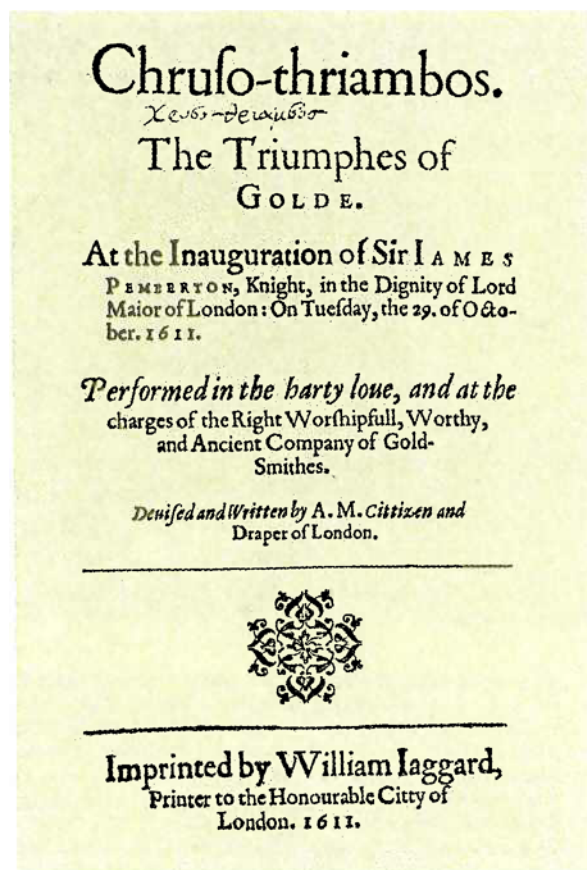 Chruſo-thriambos.
χρυσο-θριαμβος
The Triumphes of
GOLDE.
At the Inauguration of Sir IAMES
PEMBERTON, Knight, in the Dignity of Lord
Maior of London: On Tueſday, the 29. of Octo-
ber. 1611.
Performed in the harty loue, and at the
charges of the Right Worſhipfull, Worthy,
and Ancient Company of Gold-
Smithes.
Deuiſed and Written by A. M. Cittizen and
Draper of London.
Imprinted by William Iaggard,
Printer to the Honourable Citty of
London. 1611.